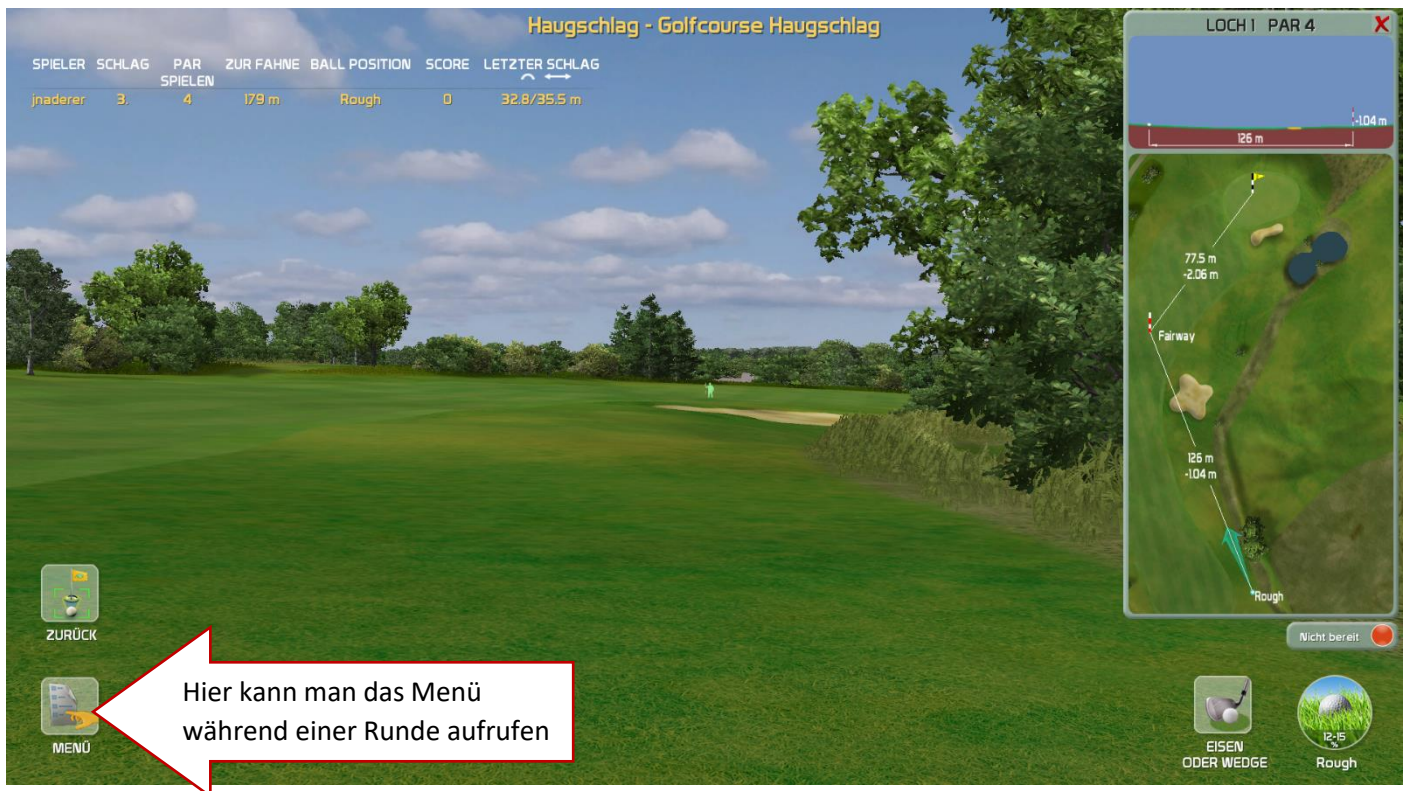 Haugschlag - Golfcourse Haugschlag
SPIELER SCHLAG PAR SPIELEN ZUR FAHNE BALL POSITION SCORE LETZTER SCHLAG
jnaderer 3. 4 179 m Rough 0 32.8/35.5 m
LOCH 1 PAR 4 X
-1.04 m
126 m
77.5 m
-2.06 m
Fairway
126 m
-1.04 m
Rough
Nicht bereit
ZURÜCK
MENÜ
Hier kann man das Menü
während einer Runde aufrufen
EISEN
ODER WEDGE
12-15
%
Rough